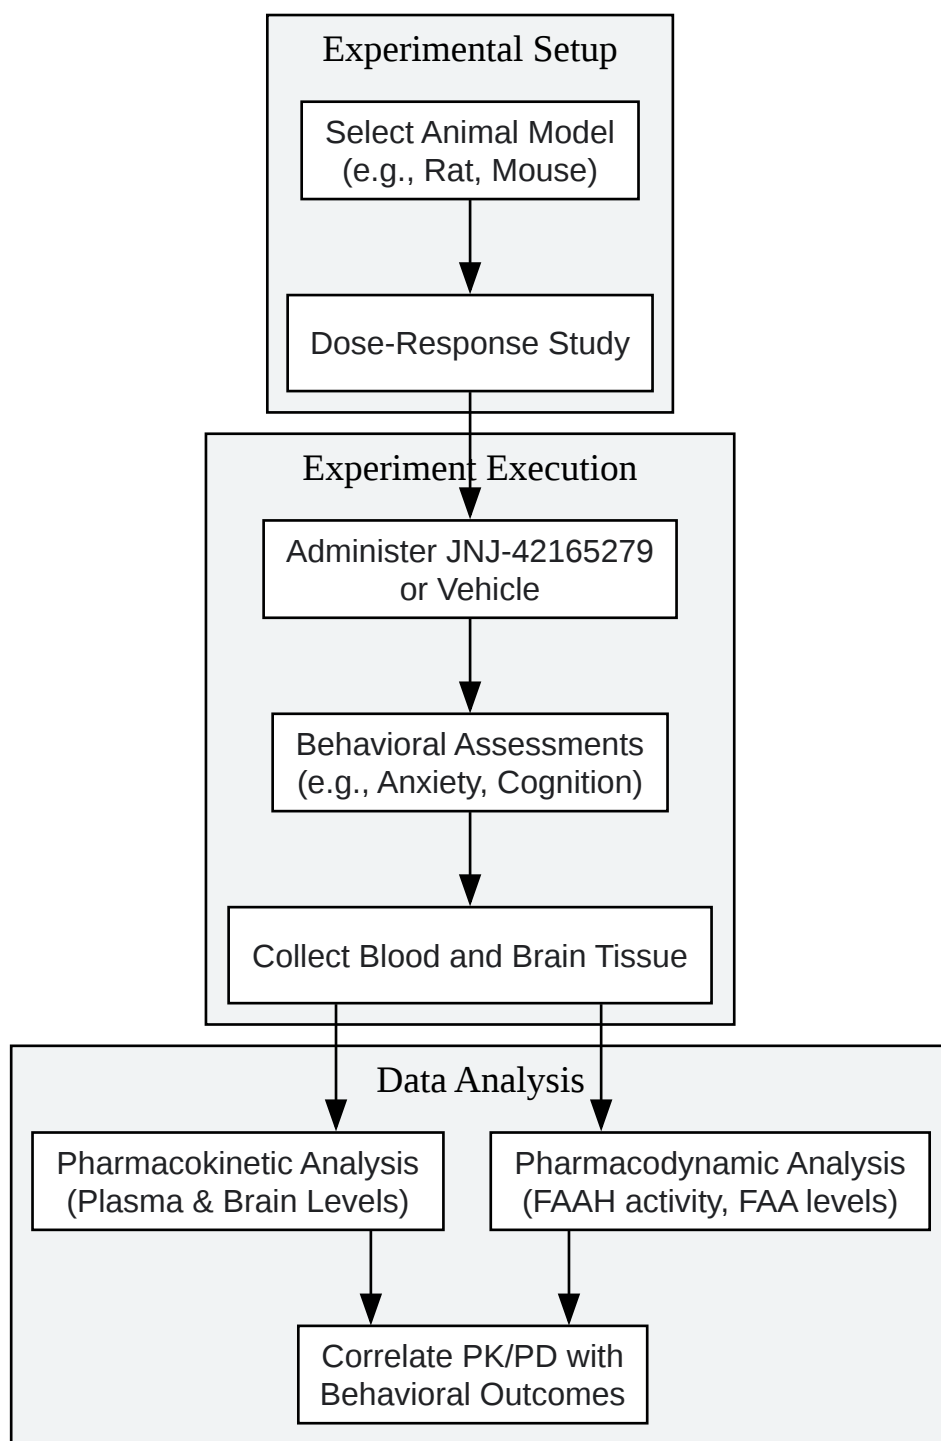 Experimental Setup
Select Animal Model
(e.g., Rat, Mouse)
Dose-Response Study
Experiment Execution
Administer JNJ-42165279
or Vehicle
Behavioral Assessments
(e.g., Anxiety, Cognition)
Collect Blood and Brain Tissue
Data Analysis
Pharmacokinetic Analysis
(Plasma & Brain Levels)
Pharmacodynamic Analysis
(FAAH activity, FAA levels)
Correlate PK/PD with
Behavioral Outcomes